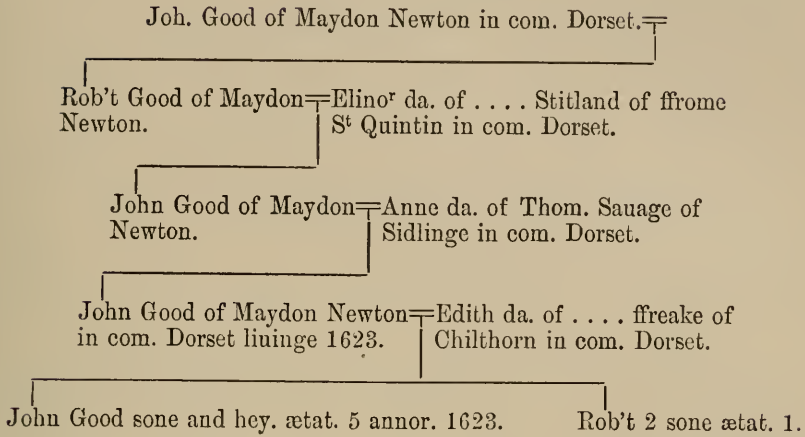 Joh. Good of Maydon Newton in com. Dorset.
Rob't Good of Maydon=Elinoʳ da. of . . . . Stitland of ffrome
Newton. Sᵗ Quintin in com. Dorset.
John Good of Maydon=Anne da. of Thom. Sauage of
Newton. Sidlinge in com. Dorset.
John Good of Maydon Newton=Edith da. of . . . . ffreake of
in com. Dorset liuinge 1623. Chilthorn in com. Dorset.
John Good sone and hey. ætat. 5 annor. 1623. Rob't 2 sone ætat. 1.